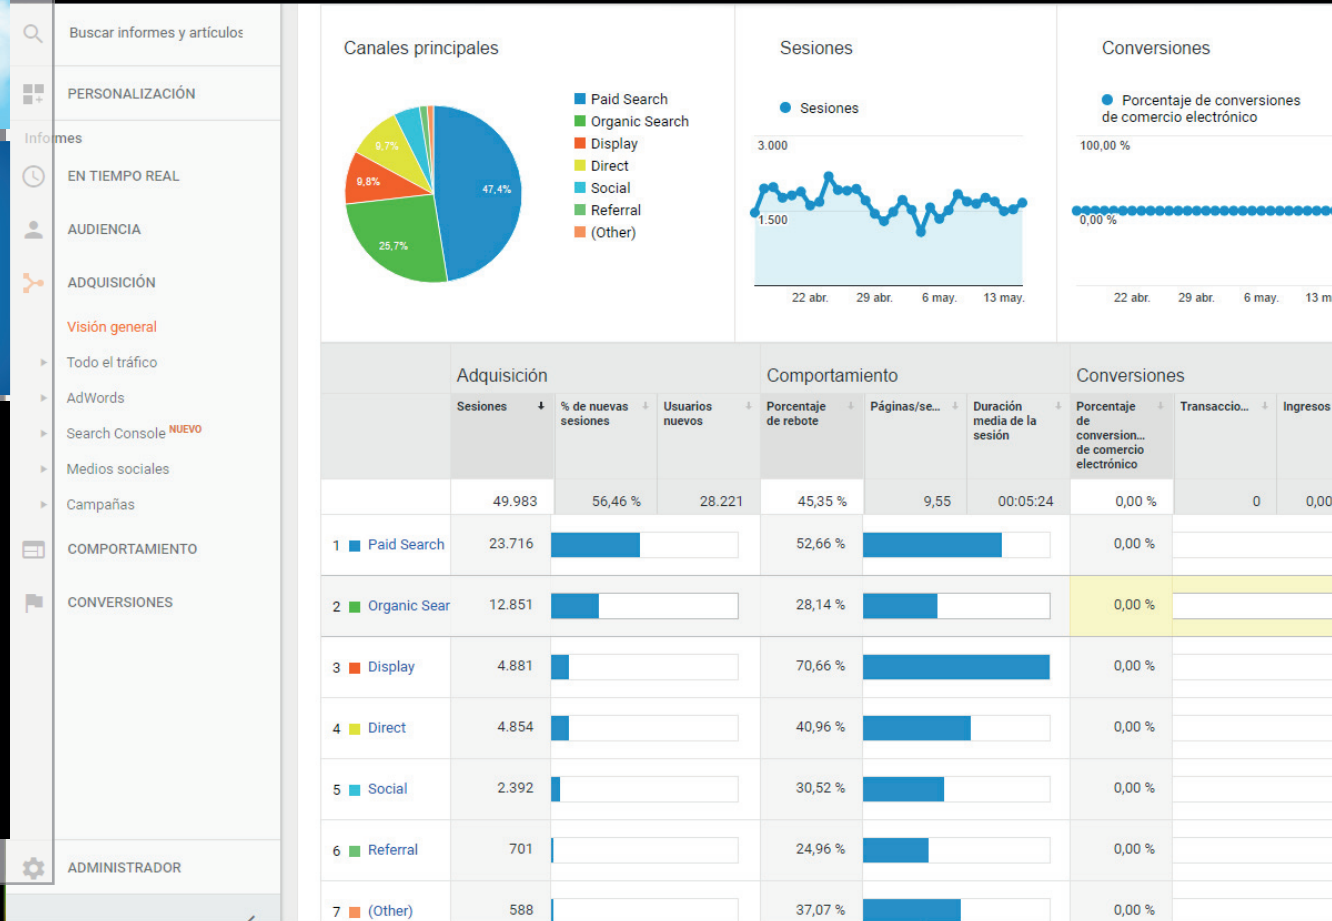 Buscar informes y artículos
PERSONALIZACIÓN
Informes
EN TIEMPO REAL
AUDIENCIA
ADQUISICIÓN
Visión general
Todo el tráfico
AdWords
Search Console NUEVO
Medios sociales
Campañas
COMPORTAMIENTO
CONVERSIONES
ADMINISTRADOR
Canales principales
47,4%
25,7%
9,8%
9,7%
Paid Search
Organic Search
Display
Direct
Social
Referral
(Other)
Sesiones
Sesiones
3.000
1.500
22 abr. 29 abr. 6 may. 13 may.
Conversiones
Porcentaje de conversiones
de comercio electrónico
100,00 %
0,00 %
22 abr. 29 abr. 6 may. 13 m
Adquisición Comportamiento Conversiones
Sesiones
% de nuevas
sesiones
Usuarios
nuevos
Porcentaje
de rebote
Páginas/se...
Duración
media de la
sesión
Porcentaje
de
conversion...
de comercio
electrónico
Transaccio...
Ingresos
49.983 56,46 % 28.221 45,35 % 9,55 00:05:24 0,00 % 0 0,00
1 Paid Search 23.716 52,66 % 0,00 %
2 Organic Sear 12.851 28,14 % 0,00 %
3 Display 4.881 70,66 % 0,00 %
4 Direct 4.854 40,96 % 0,00 %
5 Social 2.392 30,52 % 0,00 %
6 Referral 701 24,96 % 0,00 %
7 (Other) 588 37,07 % 0,00 %